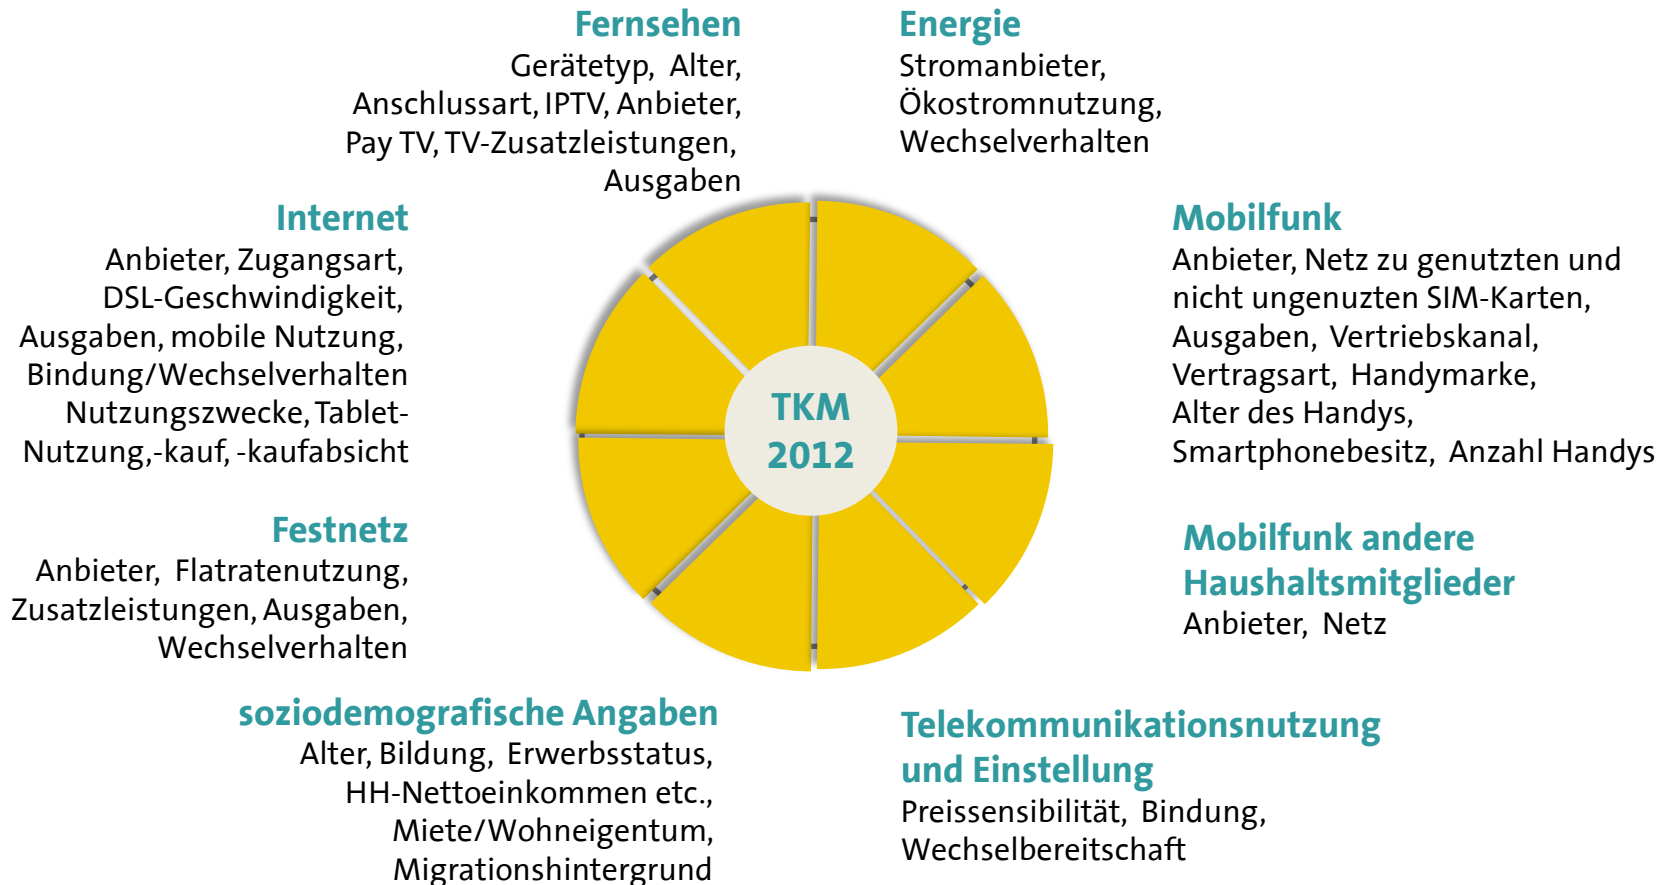 Fernsehen
Gerätetyp, Alter,
Anschlussart, IPTV, Anbieter,
Pay TV, TV-Zusatzleistungen,
Ausgaben
Energie
Stromanbieter,
Ökostromnutzung,
Wechselverhalten
Internet
Anbieter, Zugangsart,
DSL-Geschwindigkeit,
Ausgaben, mobile Nutzung,
Bindung/Wechselverhalten
Nutzungszwecke, Tablet-
Nutzung,-kauf, -kaufabsicht
Mobilfunk
Anbieter, Netz zu genutzten und
nicht ungenuzten SIM-Karten,
Ausgaben, Vertriebskanal,
Vertragsart, Handymarke,
Alter des Handys,
Smartphonebesitz, Anzahl Handys
TKM
2012
Festnetz
Anbieter, Flatratenutzung,
Zusatzleistungen, Ausgaben,
Wechselverhalten
Mobilfunk andere
Haushaltsmitglieder
Anbieter, Netz
soziodemografische Angaben
Alter, Bildung, Erwerbsstatus,
HH-Nettoeinkommen etc.,
Miete/Wohneigentum,
Migrationshintergrund
Telekommunikationsnutzung
und Einstellung
Preissensibilität, Bindung,
Wechselbereitschaft